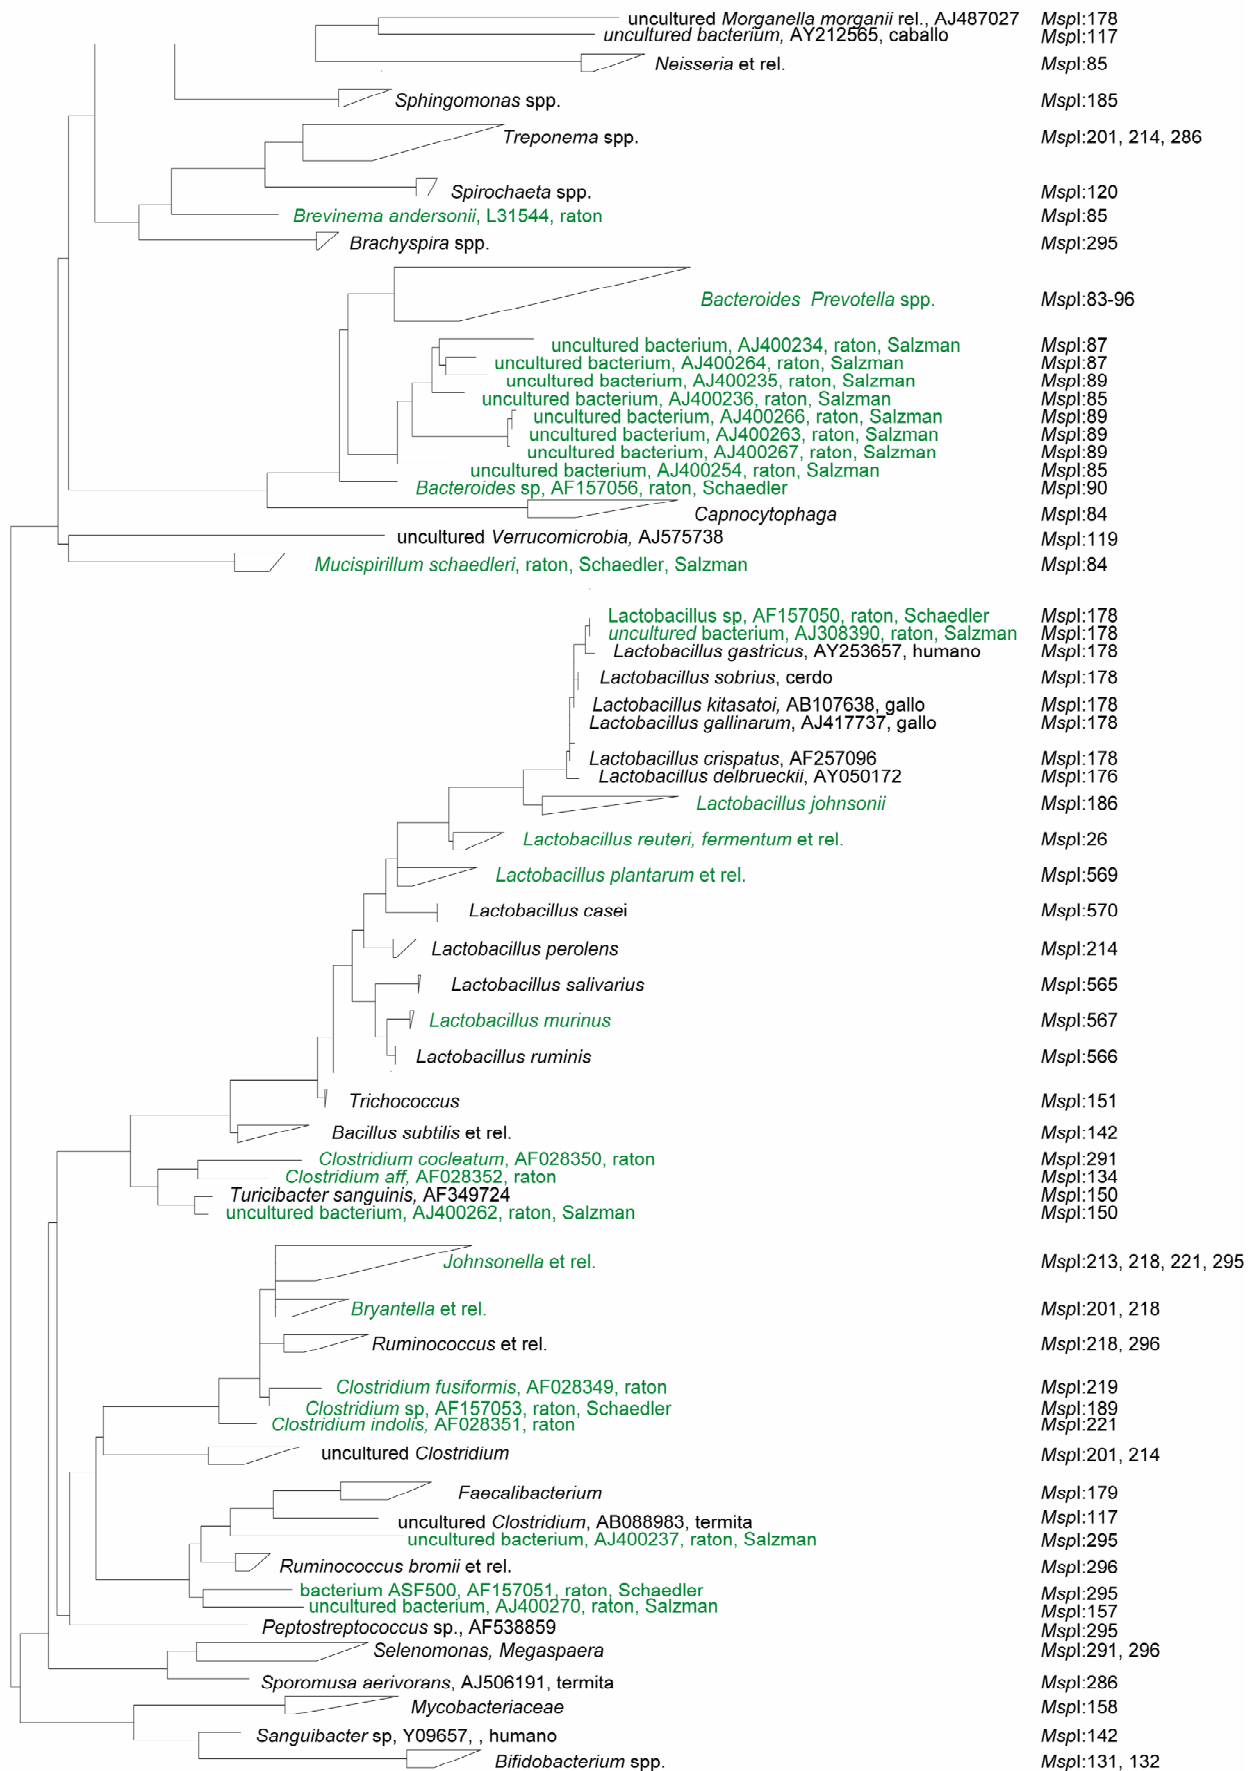 uncultured Morganella morganii rel., AJ487027 MspI:178
uncultured bacterium, AY212565, caballo MspI:117
Neisseria et rel. MspI:85
Sphingomonas spp. MspI:185
Treponema spp. MspI:201, 214, 286
Spirochaeta spp. MspI:120
Brevinema andersonii, L31544, raton MspI:85
Brachyspira spp. MspI:295
Bacteroides Prevotella spp. MspI:83-96
uncultured bacterium, AJ400234, raton, Salzman MspI:87
uncultured bacterium, AJ400264, raton, Salzman MspI:87
uncultured bacterium, AJ400235, raton, Salzman MspI:89
uncultured bacterium, AJ400236, raton, Salzman MspI:85
uncultured bacterium, AJ400266, raton, Salzman MspI:89
uncultured bacterium, AJ400263, raton, Salzman MspI:89
uncultured bacterium, AJ400267, raton, Salzman MspI:89
uncultured bacterium, AJ400254, raton, Salzman MspI:85
Bacteroides sp, AF157056, raton, Schaedler MspI:90
Capnocytophaga MspI:84
uncultured Verrucomicrobia, AJ575738 MspI:119
Mucispirillum schaedleri, raton, Schaedler, Salzman MspI:84
Lactobacillus sp, AF157050, raton, Schaedler MspI:178
uncultured bacterium, AJ308390, raton, Salzman MspI:178
Lactobacillus gastricus, AY253657, humano MspI:178
Lactobacillus sobrius, cerdo MspI:178
Lactobacillus kitasatoi, AB107638, gallo MspI:178
Lactobacillus gallinarum, AJ417737, gallo MspI:178
Lactobacillus crispatus, AF257096 MspI:178
Lactobacillus delbrueckii, AY050172 MspI:176
Lactobacillus johnsonii MspI:186
Lactobacillus reuteri, fermentum et rel. MspI:26
Lactobacillus plantarum et rel. MspI:569
Lactobacillus casei MspI:570
Lactobacillus perolens MspI:214
Lactobacillus salivarius MspI:565
Lactobacillus murinus MspI:567
Lactobacillus ruminis MspI:566
Trichococcus MspI:151
Bacillus subtilis et rel. MspI:142
Clostridium cocleatum, AF028350, raton MspI:291
Clostridium aff, AF028352, raton MspI:134
Turicibacter sanguinis, AF349724 MspI:150
uncultured bacterium, AJ400262, raton, Salzman MspI:150
Johnsonella et rel. MspI:213, 218, 221, 295
Bryantella et rel. MspI:201, 218
Ruminococcus et rel. MspI:218, 296
Clostridium fusiformis, AF028349, raton MspI:219
Clostridium sp, AF157053, raton, Schaedler MspI:189
Clostridium indolis, AF028351, raton MspI:221
uncultured Clostridium MspI:201, 214
Faecalibacterium MspI:179
uncultured Clostridium, AB088983, termita MspI:117
uncultured bacterium, AJ400237, raton, Salzman MspI:295
Ruminococcus bromii et rel. MspI:296
bacterium ASF500, AF157051, raton, Schaedler MspI:295
uncultured bacterium, AJ400270, raton, Salzman MspI:157
Peptostreptococcus sp., AF538859 MspI:295
Selenomonas, Megaspaera MspI:291, 296
Sporomusa aerivorans, AJ506191, termita MspI:286
Mycobacteriaceae MspI:158
Sanguibacter sp, Y09657, , humano MspI:142
Bifidobacterium spp. MspI:131, 132